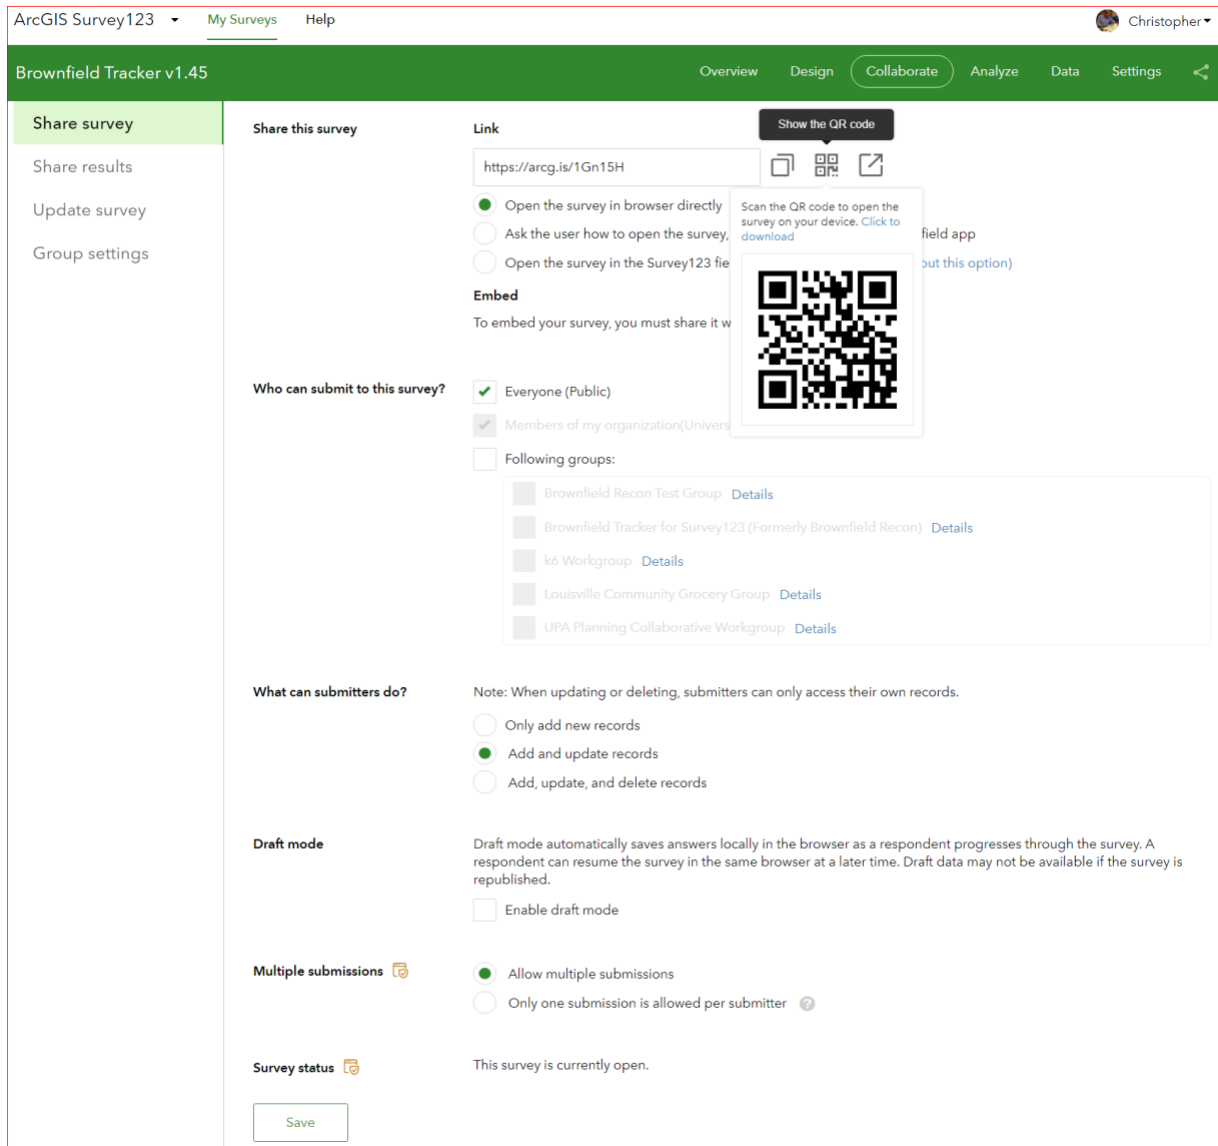 ArcGIS Survey123 My Surveys Help Christopher
Brownfield Tracker v1.45 Overview Design Collaborate Analyze Data Settings
Share survey
Share results
Update survey
Group settings
Share this survey
Link
Show the QR code
https://arcg.is/1Gn15H
Open the survey in browser directly
Ask the user how to open the survey, field app
Open the survey in the Survey123 out this option)
Scan the QR code to open the
survey on your device. Click to
download
Embed
To embed your survey, you must share it
Who can submit to this survey?
Everyone (Public)
Members of my organization(Univers
Following groups:
Brownfield Recon Test Group Details
Brownfield Tracker for Survey123 (Formerly Brownfield Recon) Details
k6 Workgroup Details
Louisville Community Grocery Group Details
UPA Planning Collaborative Workgroup Details
What can submitters do?
Note: When updating or deleting, submitters can only access their own records.
Only add new records
Add and update records
Add, update, and delete records
Draft mode
Draft mode automatically saves answers locally in the browser as a respondent progresses through the survey. A
respondent can resume the survey in the same browser at a later time. Draft data may not be available if the survey is
republished.
Enable draft mode
Multiple submissions
Allow multiple submissions
Only one submission is allowed per submitter ?
Survey status
This survey is currently open.
Save